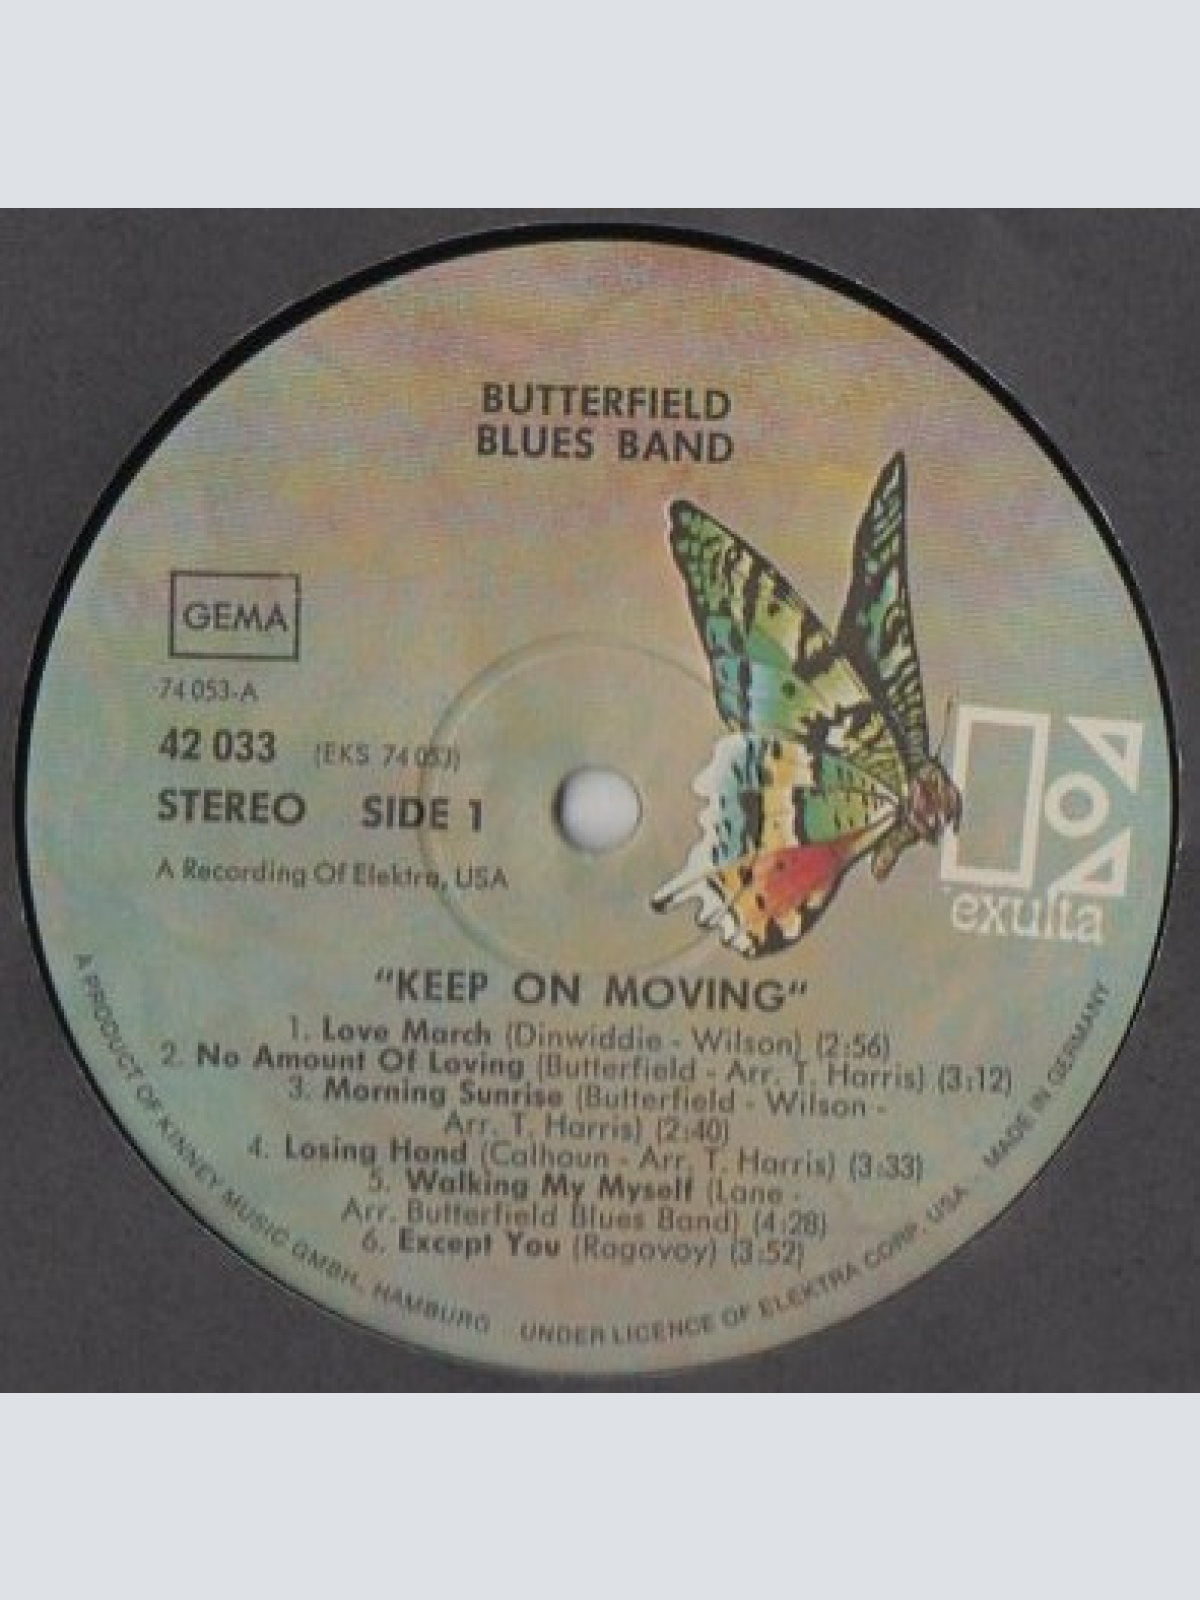 BUTTERFIELD
BLUES BAND
GEMA
74 053-A
42 033 (EKS 74 053)
STEREO SIDE 1
A Recording Of Elektra, USA
exulta
"KEEP ON MOVING"
1. Love March (Dinwiddie - Wilson) (2:56)
2. No Amount Of Loving (Butterfield - Arr. T. Harris) (3:12)
3. Morning Sunrise (Butterfield - Wilson -
Arr. T. Harris) (2:40)
4. Losing Hand (Calhoun - Arr. T. Harris) (3:33)
5. Walking My Myself (Lane -
Arr. Butterfield Blues Band) (4:28)
6. Except You (Ragovoy) (3:52)
A PRODUCT OF KINNEY MUSIC GMBH, HAMBURG UNDER LICENCE OF ELEKTRA CORP. USA - MADE IN GERMANY